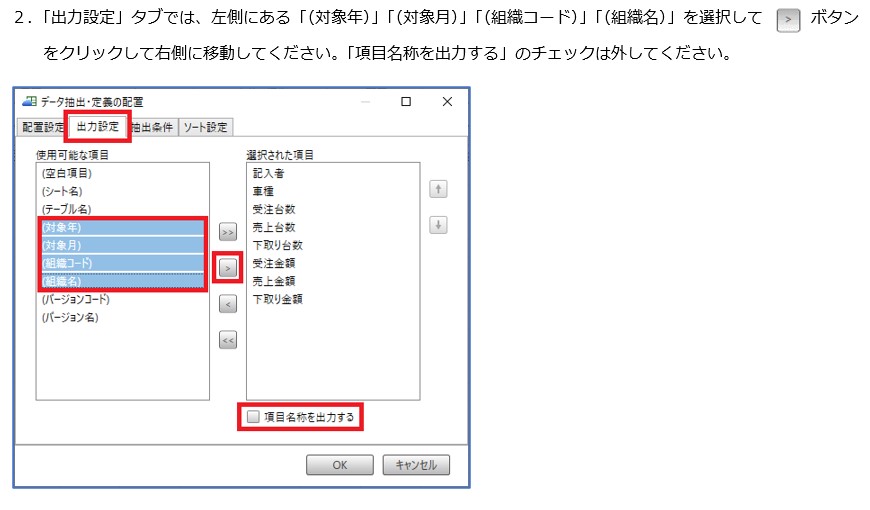 ２．「出力設定」タブでは、左側にある「(対象年)」「(対象月)」「(組織コード)」「(組織名)」を選択して > ボタン
をクリックして右側に移動してください。「項目名称を出力する」のチェックは外してください。
データ抽出・定義の配置
配置設定 出力設定 抽出条件 ソート設定
使用可能な項目
(空白項目)
(シート名)
(テーブル名)
(対象年)
(対象月)
(組織コード)
(組織名)
(バージョンコード)
(バージョン名)
>>
>
<
<<
選択された項目
記入者
車種
受注台数
売上台数
下取り台数
受注金額
売上金額
下取り金額
↑
↓
項目名称を出力する
OK キャンセル